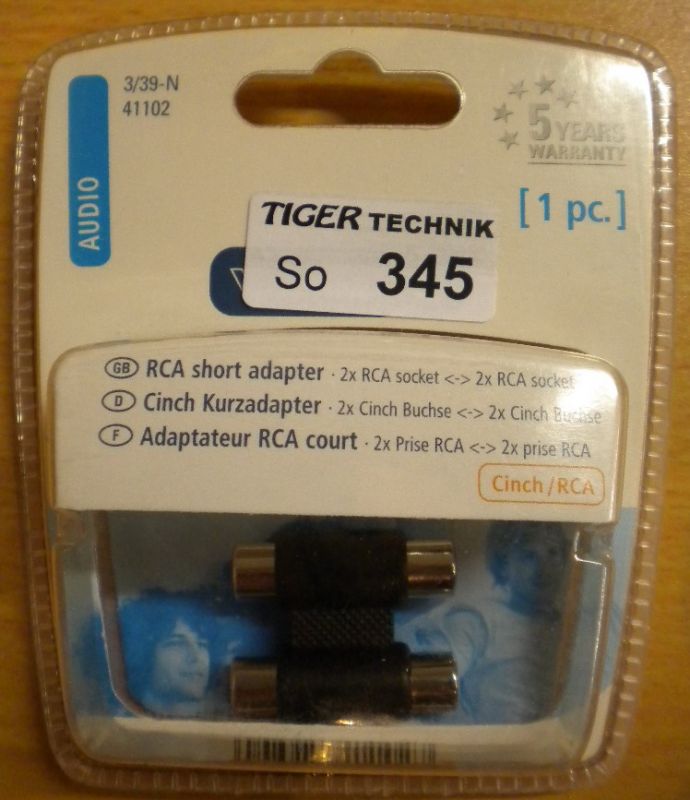 3/39-N
41102
AUDIO
5 YEARS
WARRANTY
[1 pc.]
TIGER TECHNIK
So 345
GB RCA short adapter · 2x RCA socket <-> 2x RCA socket
D Cinch Kurzadapter · 2x Cinch Buchse <-> 2x Cinch Buchse
F Adaptateur RCA court · 2x Prise RCA <-> 2x prise RCA
Cinch/RCA